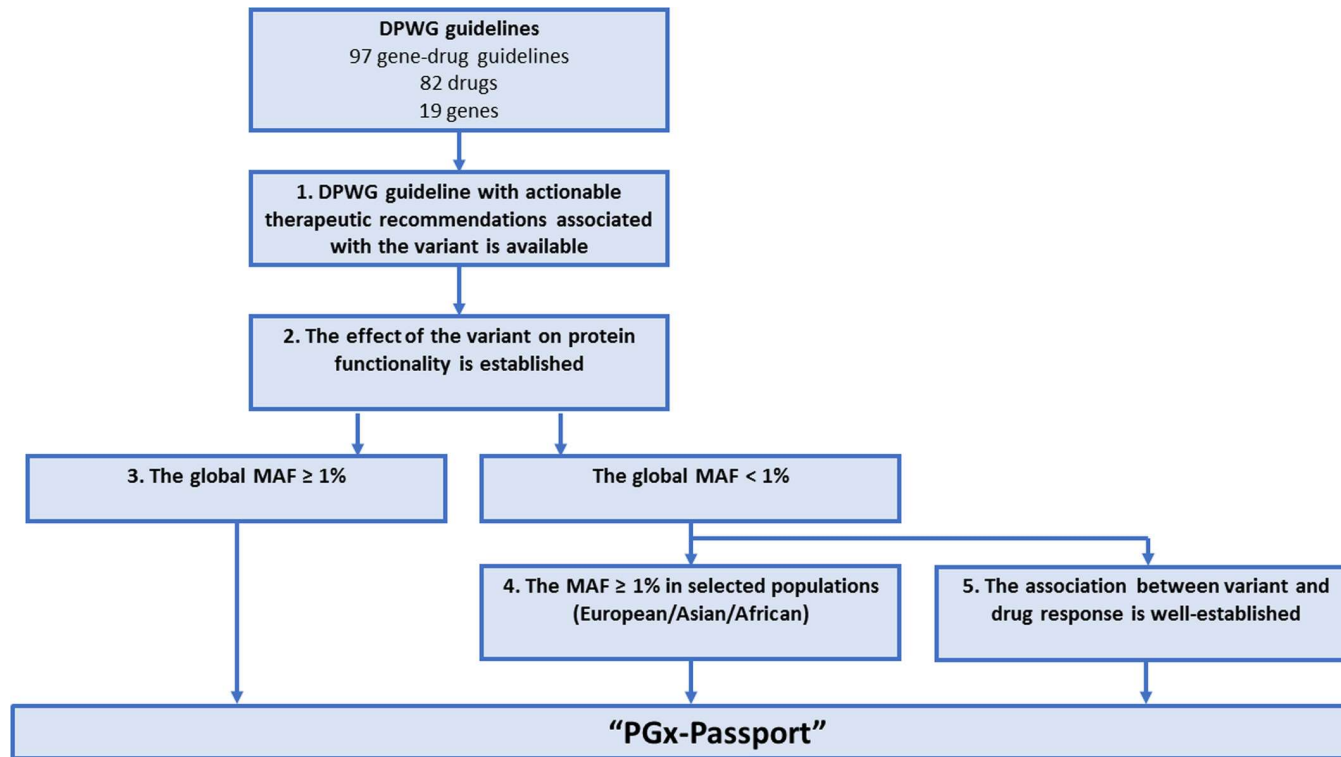 DPWG guidelines
97 gene-drug guidelines
82 drugs
19 genes
1. DPWG guideline with actionable
therapeutic recommendations associated
with the variant is available
2. The effect of the variant on protein
functionality is established
3. The global MAF ≥ 1%
The global MAF < 1%
4. The MAF ≥ 1% in selected populations
(European/Asian/African)
5. The association between variant and
drug response is well-established
“PGx-Passport”